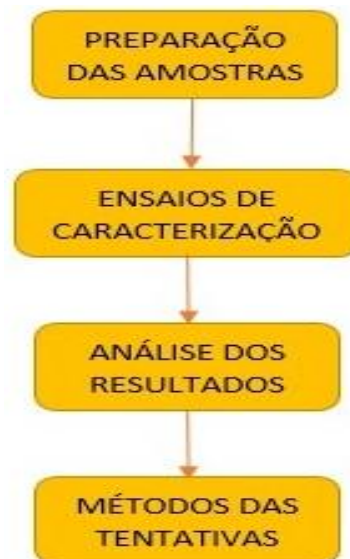 PREPARAÇÃO
DAS AMOSTRAS
ENSAIOS DE
CARACTERIZAÇÃO
ANÁLISE DOS
RESULTADOS
MÉTODOS DAS
TENTATIVAS